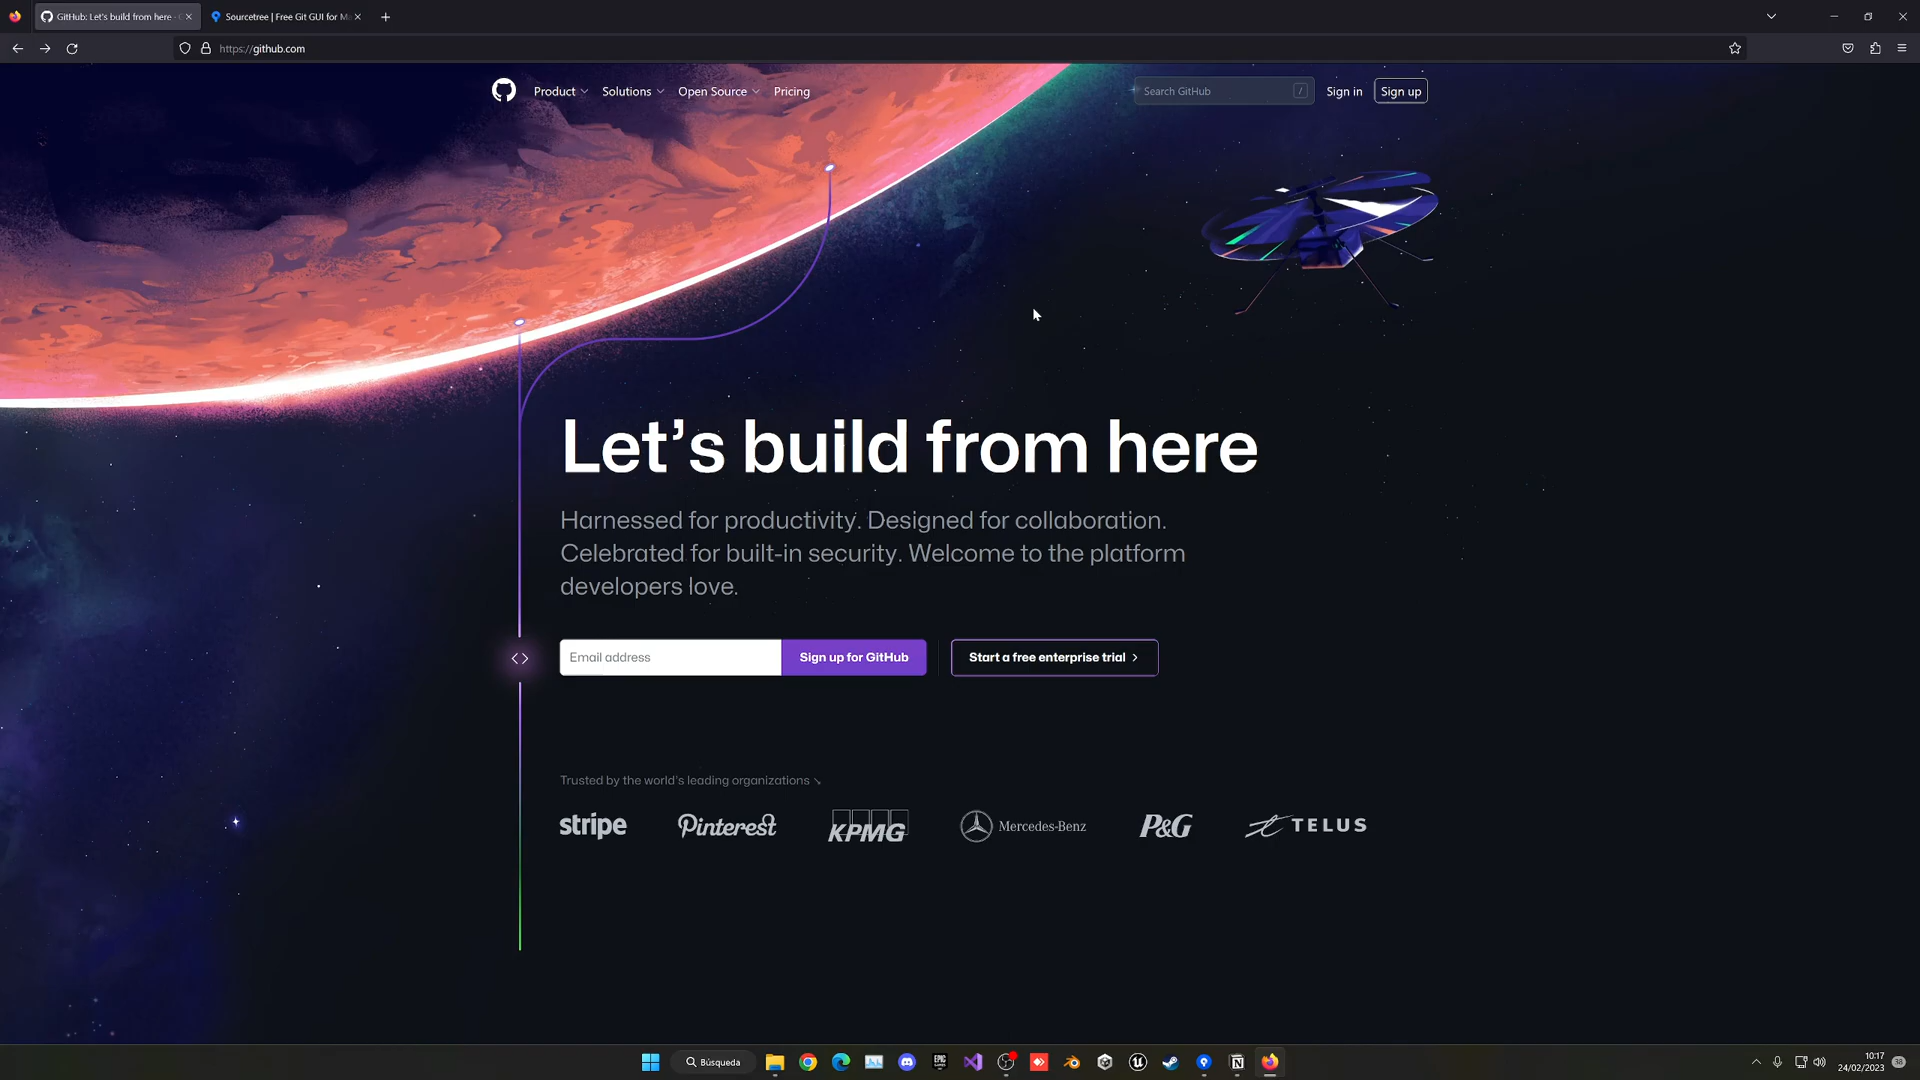 GitHub: Let's build from here ·
Sourcetree | Free Git GUI for Ma
https://github.com
Product
Solutions
Open Source
Pricing
Search GitHub
/
Sign in
Sign up
Let's build from here
Harnessed for productivity. Designed for collaboration.
Celebrated for built-in security. Welcome to the platform
developers love.
Email address
Sign up for GitHub
Start a free enterprise trial
Trusted by the world's leading organizations ↘
stripe
Pinterest
KPMG
Mercedes-Benz
P&G
TELUS
Búsqueda
EPIC
10:17
24/02/2023
38